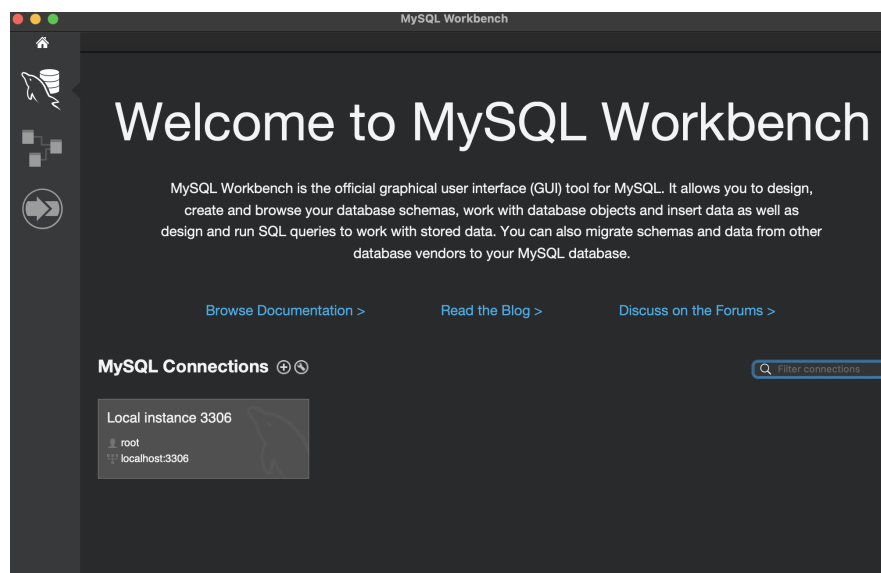 MySQL Workbench
Welcome to MySQL Workbench
MySQL Workbench is the official graphical user interface (GUI) tool for MySQL. It allows you to design,
create and browse your database schemas, work with database objects and insert data as well as
design and run SQL queries to work with stored data. You can also migrate schemas and data from other
database vendors to your MySQL database.
Browse Documentation >
Read the Blog >
Discuss on the Forums >
MySQL Connections
Filter connections
Local instance 3306
root
localhost:3306